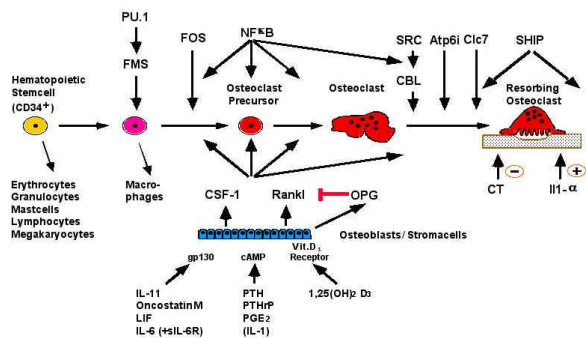 PU.1
FMS
FOS
NFκB
SRC
CBL
Atp6i
Clc7
SHIP
Hematopoietic
Stemcell
(CD34+)
Osteoclast
Precursor
Osteoclast
Resorbing
Osteoclast
Erythrocytes
Granulocytes
Mastcells
Lymphocytes
Megakaryocytes
Macro-
phages
CSF-1
Rankl
OPG
CT
−
Il1-α
+
Osteoblasts/Stromacells
gp130
cAMP
Vit.D3
Receptor
IL-11
OncostatinM
LIF
IL-6 (+sIL-6R)
PTH
PTHrP
PGE2
(IL-1)
1,25(OH)2 D3